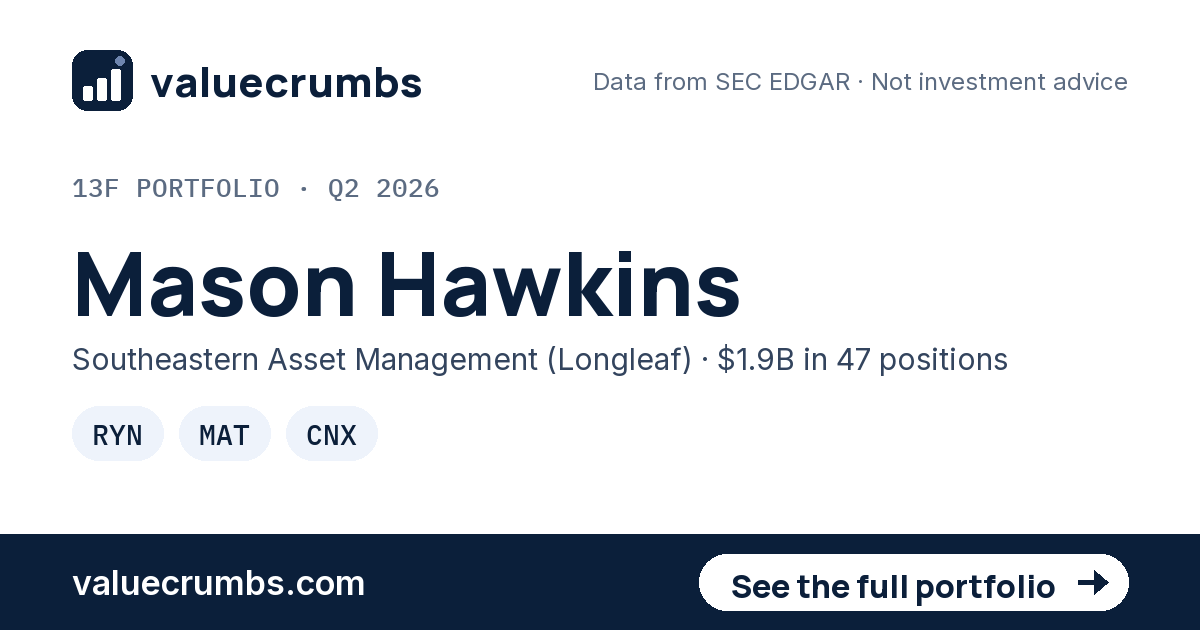 valuecrumbs
Data from SEC EDGAR · Not investment advice
13F PORTFOLIO · Q2 2026
Mason Hawkins
Southeastern Asset Management (Longleaf) · $1.9B in 47 positions
RYN MAT CNX
valuecrumbs.com
See the full portfolio →